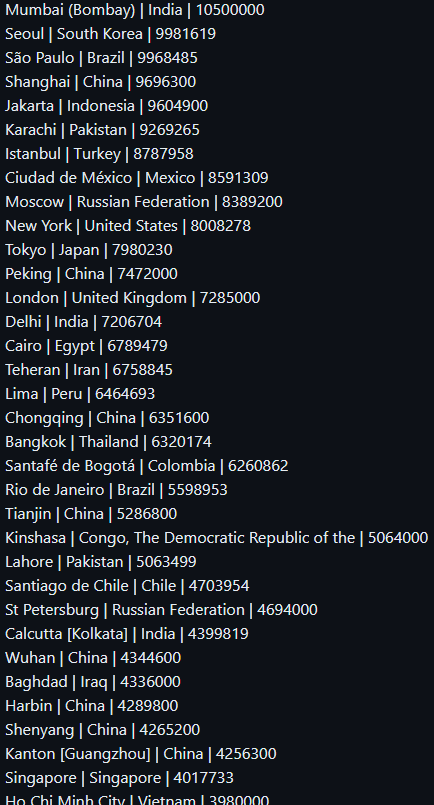 Mumbai (Bombay) | India | 10500000
Seoul | South Korea | 9981619
São Paulo | Brazil | 9968485
Shanghai | China | 9696300
Jakarta | Indonesia | 9604900
Karachi | Pakistan | 9269265
Istanbul | Turkey | 8787958
Ciudad de México | Mexico | 8591309
Moscow | Russian Federation | 8389200
New York | United States | 8008278
Tokyo | Japan | 7980230
Peking | China | 7472000
London | United Kingdom | 7285000
Delhi | India | 7206704
Cairo | Egypt | 6789479
Teheran | Iran | 6758845
Lima | Peru | 6464693
Chongqing | China | 6351600
Bangkok | Thailand | 6320174
Santafé de Bogotá | Colombia | 6260862
Rio de Janeiro | Brazil | 5598953
Tianjin | China | 5286800
Kinshasa | Congo, The Democratic Republic of the | 5064000
Lahore | Pakistan | 5063499
Santiago de Chile | Chile | 4703954
St Petersburg | Russian Federation | 4694000
Calcutta [Kolkata] | India | 4399819
Wuhan | China | 4344600
Baghdad | Iraq | 4336000
Harbin | China | 4289800
Shenyang | China | 4265200
Kanton [Guangzhou] | China | 4256300
Singapore | Singapore | 4017733
Ho Chi Minh City | Vietnam | 3980000